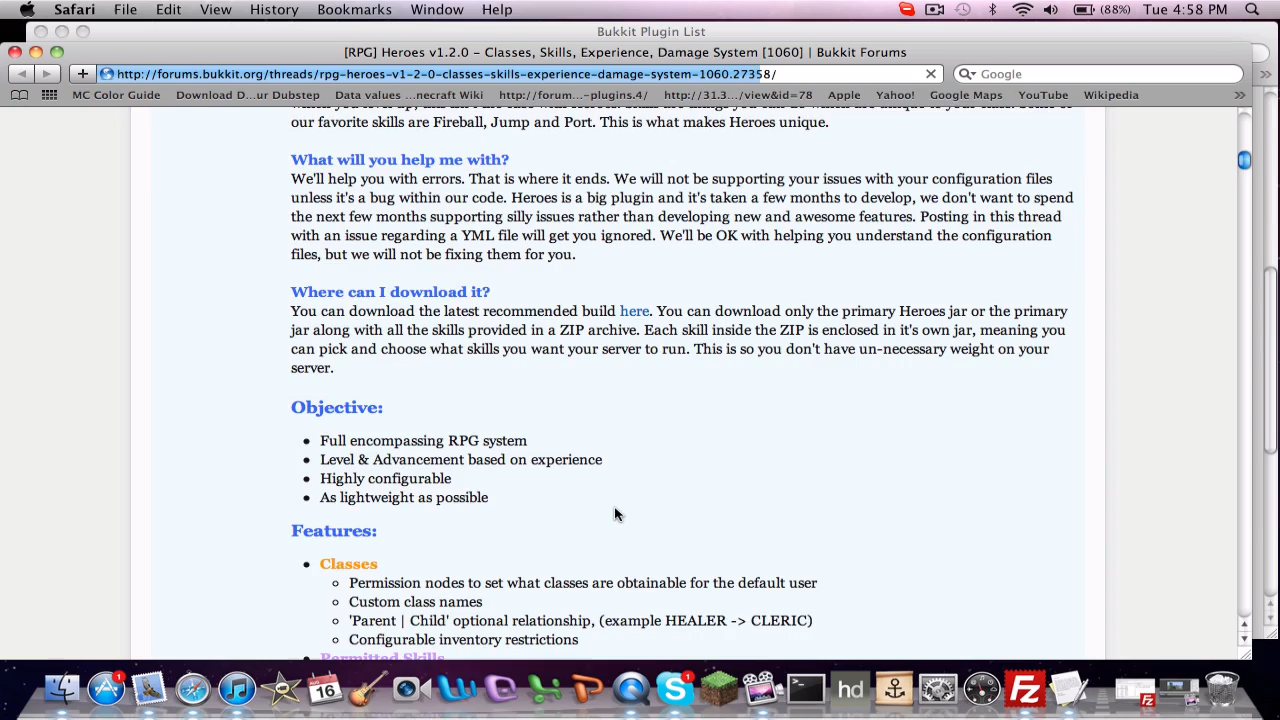 Safari File Edit View History Bookmarks Window Help (88%) Tue 4:58 PM
Bukkit Plugin List
[RPG] Heroes v1.2.0 – Classes, Skills, Experience, Damage System [1060] | Bukkit Forums
http://forums.bukkit.org/threads/rpg-heroes-v1-2-0-classes-skills-experience-damage-system-1060.27358/
Google
MC Color Guide Download D...ur Dubstep Download av...necraft Wiki http://forum...-plugins.4/ http://31.3.../view&id=78 Apple Yahoo! Google Maps YouTube Wikipedia
our favorite skills are Fireball, Jump and Port. This is what makes Heroes unique.
What will you help me with?
We'll help you with errors. That is where it ends. We will not be supporting your issues with your configuration files
unless it's a bug within our code. Heroes is a big plugin and it's taken a few months to develop, we don't want to spend
the next few months supporting silly issues rather than developing new and awesome features. Posting in this thread
with an issue regarding a YML file will get you ignored. We'll be OK with helping you understand the configuration
files, but we will not be fixing them for you.
Where can I download it?
You can download the latest recommended build here. You can download only the primary Heroes jar or the primary
jar along with all the skills provided in a ZIP archive. Each skill inside the ZIP is enclosed in it's own jar, meaning you
can pick and choose what skills you want your server to run. This is so you don't have un-necessary weight on your
server.
Objective:
Full encompassing RPG system
Level & Advancement based on experience
Highly configurable
As lightweight as possible
Features:
Classes
Permission nodes to set what classes are obtainable for the default user
Custom class names
'Parent | Child' optional relationship, (example HEALER -> CLERIC)
Configurable inventory restrictions
Permitted Skills
1
16
1
hd
Fz